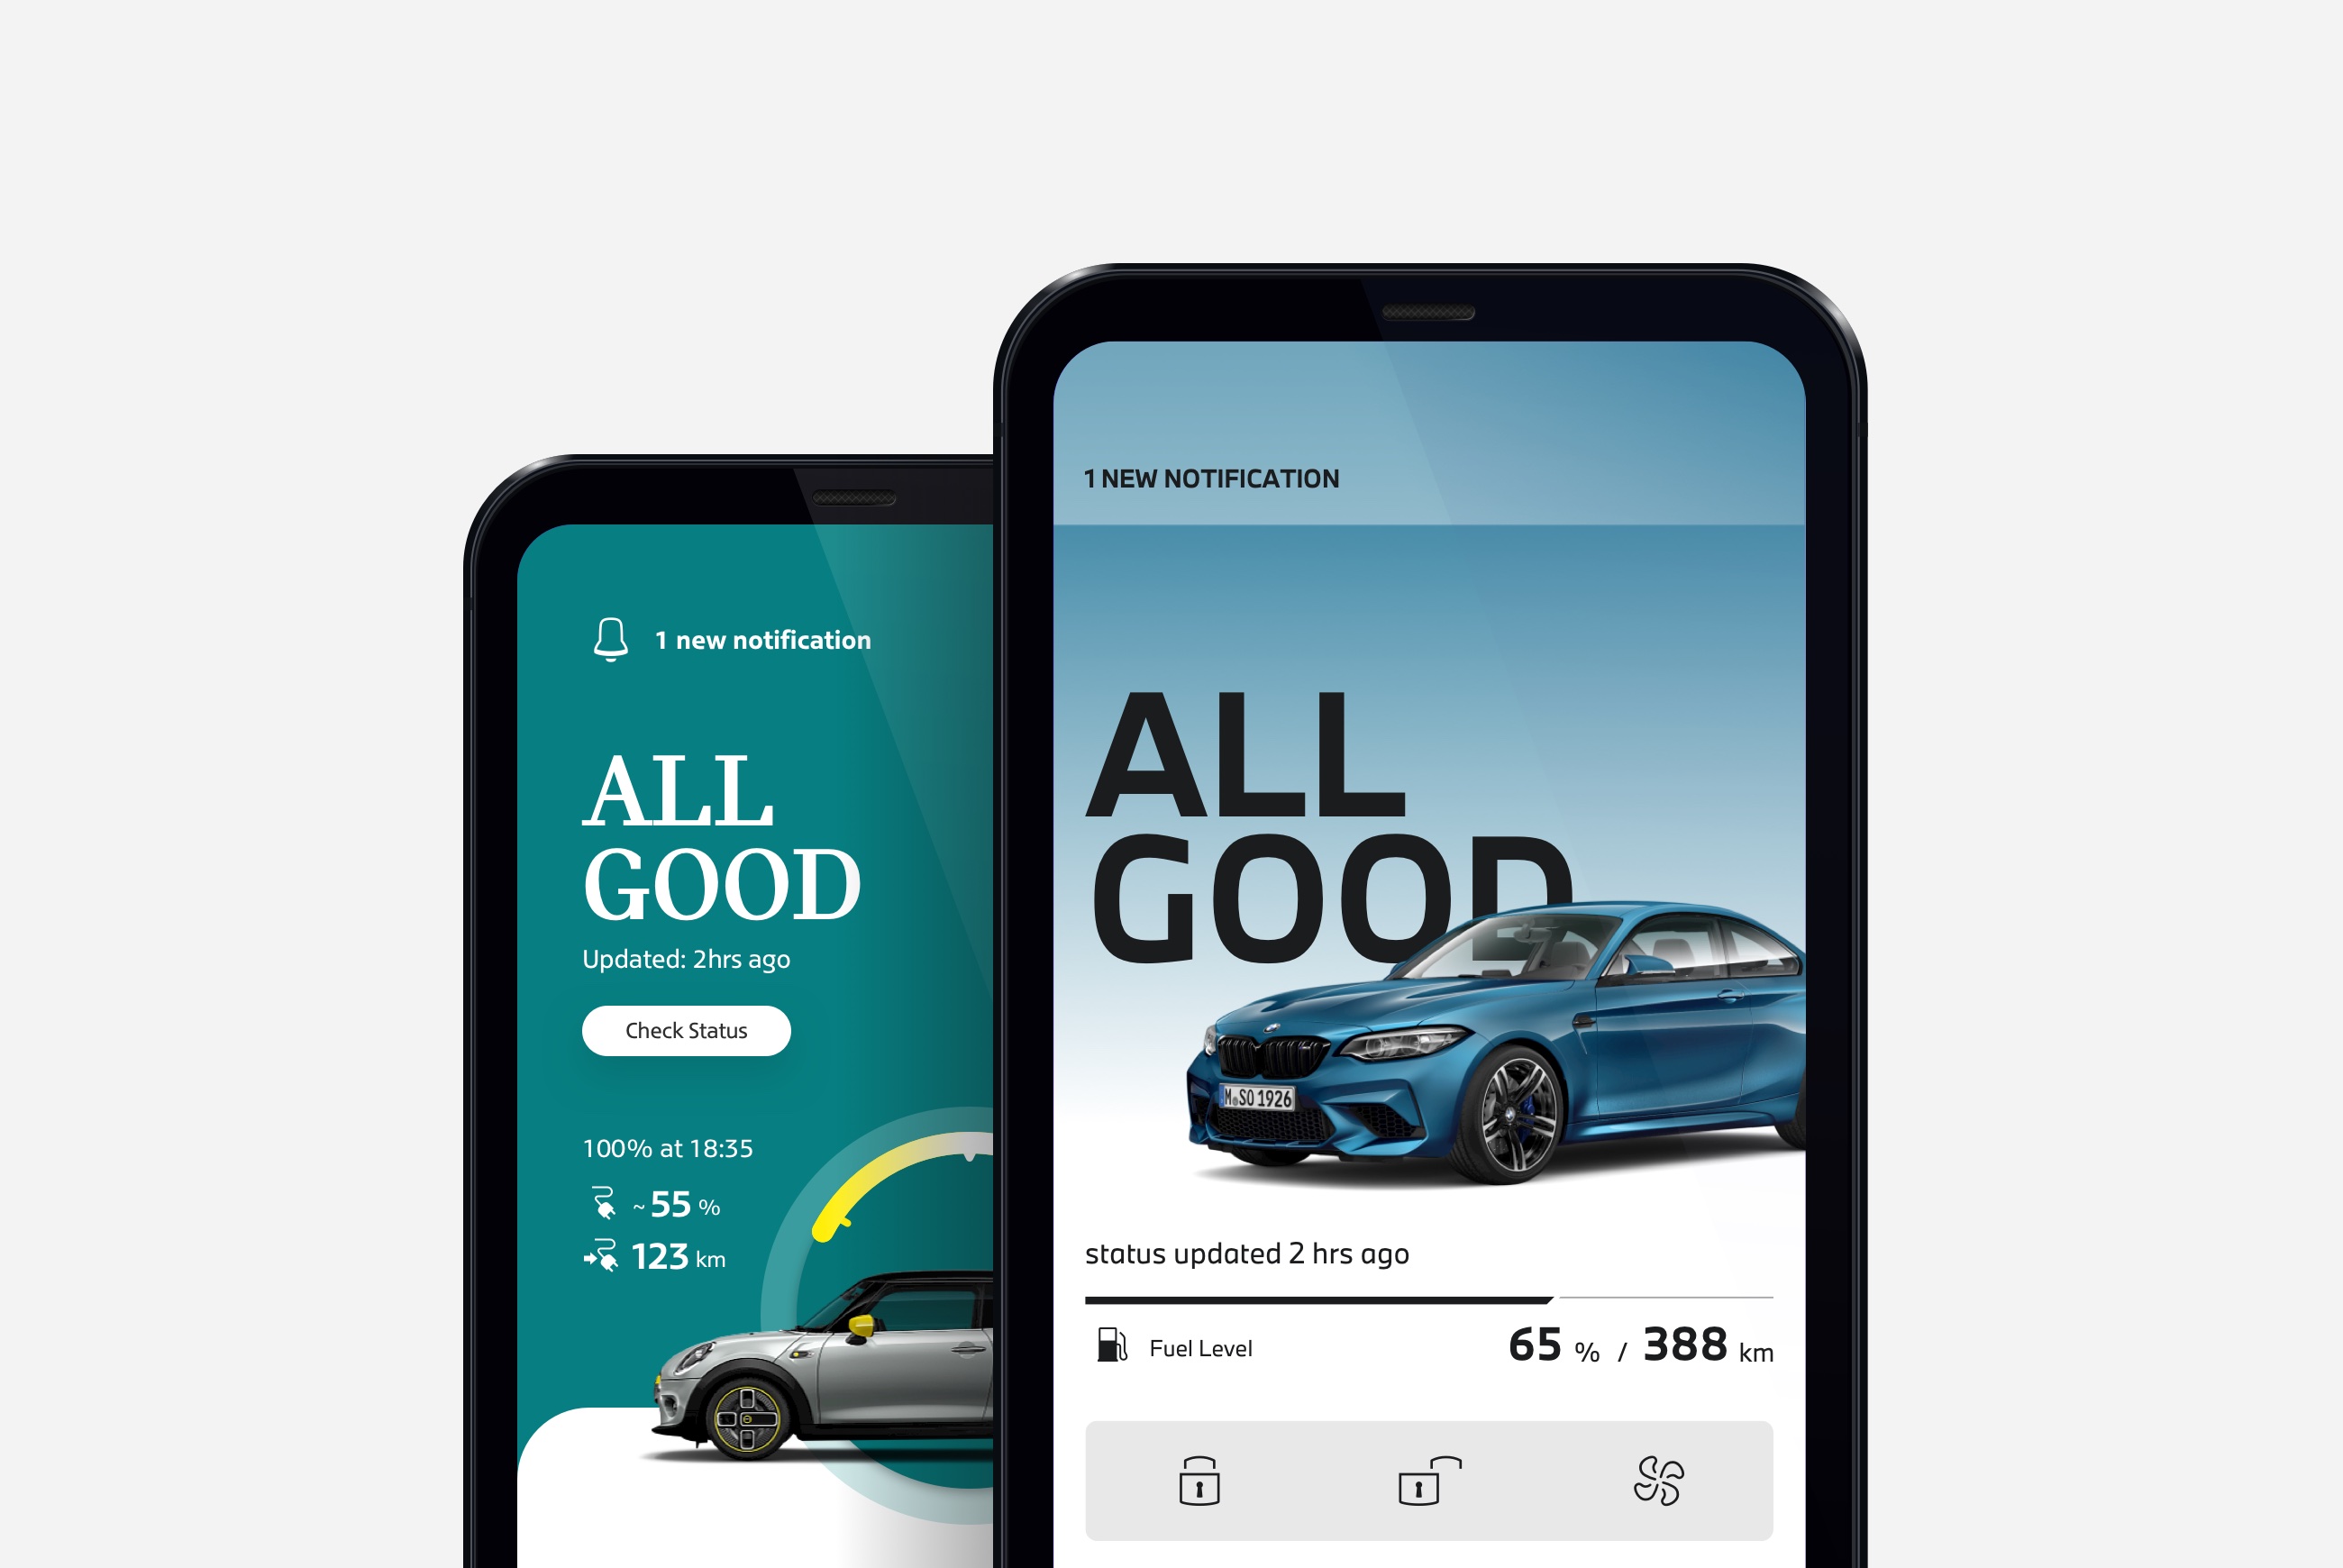 1 new notification
ALL
GOOD
Updated: 2hrs ago
Check Status
100% at 18:35
~ 55 %
123 km
1 NEW NOTIFICATION
ALL
GOOD
M SO 1926
status updated 2 hrs ago
Fuel Level
65 % / 388 km